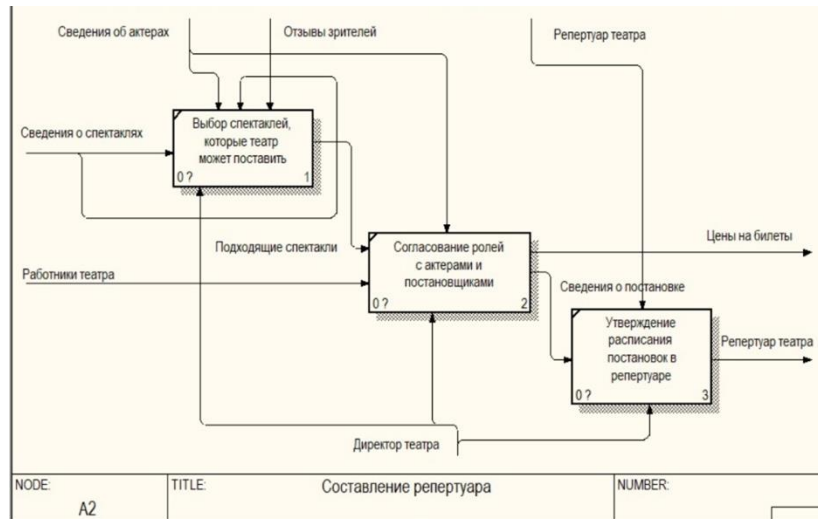 Сведения об актерах
Отзывы зрителей
Репертуар театра
Сведения о спектаклях
Выбор спектаклей,
которые театр
может поставить
0 ?
1
Подходящие спектакли
Согласование ролей
с актерами и
постановщиками
0 ?
2
Цены на билеты
Работники театра
Сведения о постановке
Утверждение
расписания
постановок в
репертуаре
0 ?
3
Репертуар театра
Директор театра
NODE:
A2
TITLE:
Составление репертуара
NUMBER: